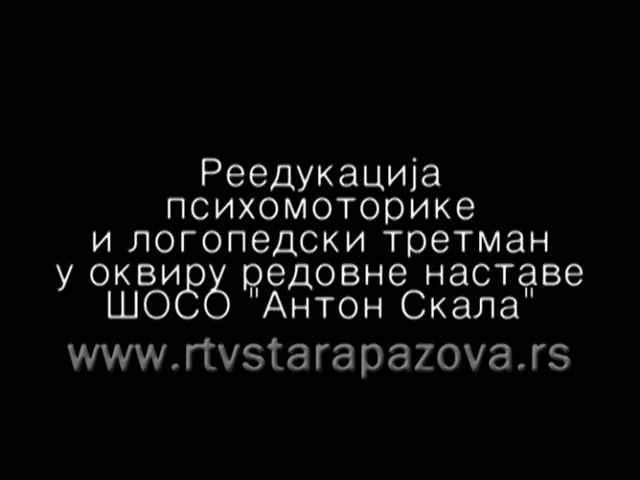 Реедукација
психомоторике
и логопедски третман
у оквиру редовне наставе
ШОСО "Антон Скала"
www.rtvstarapazova.rs